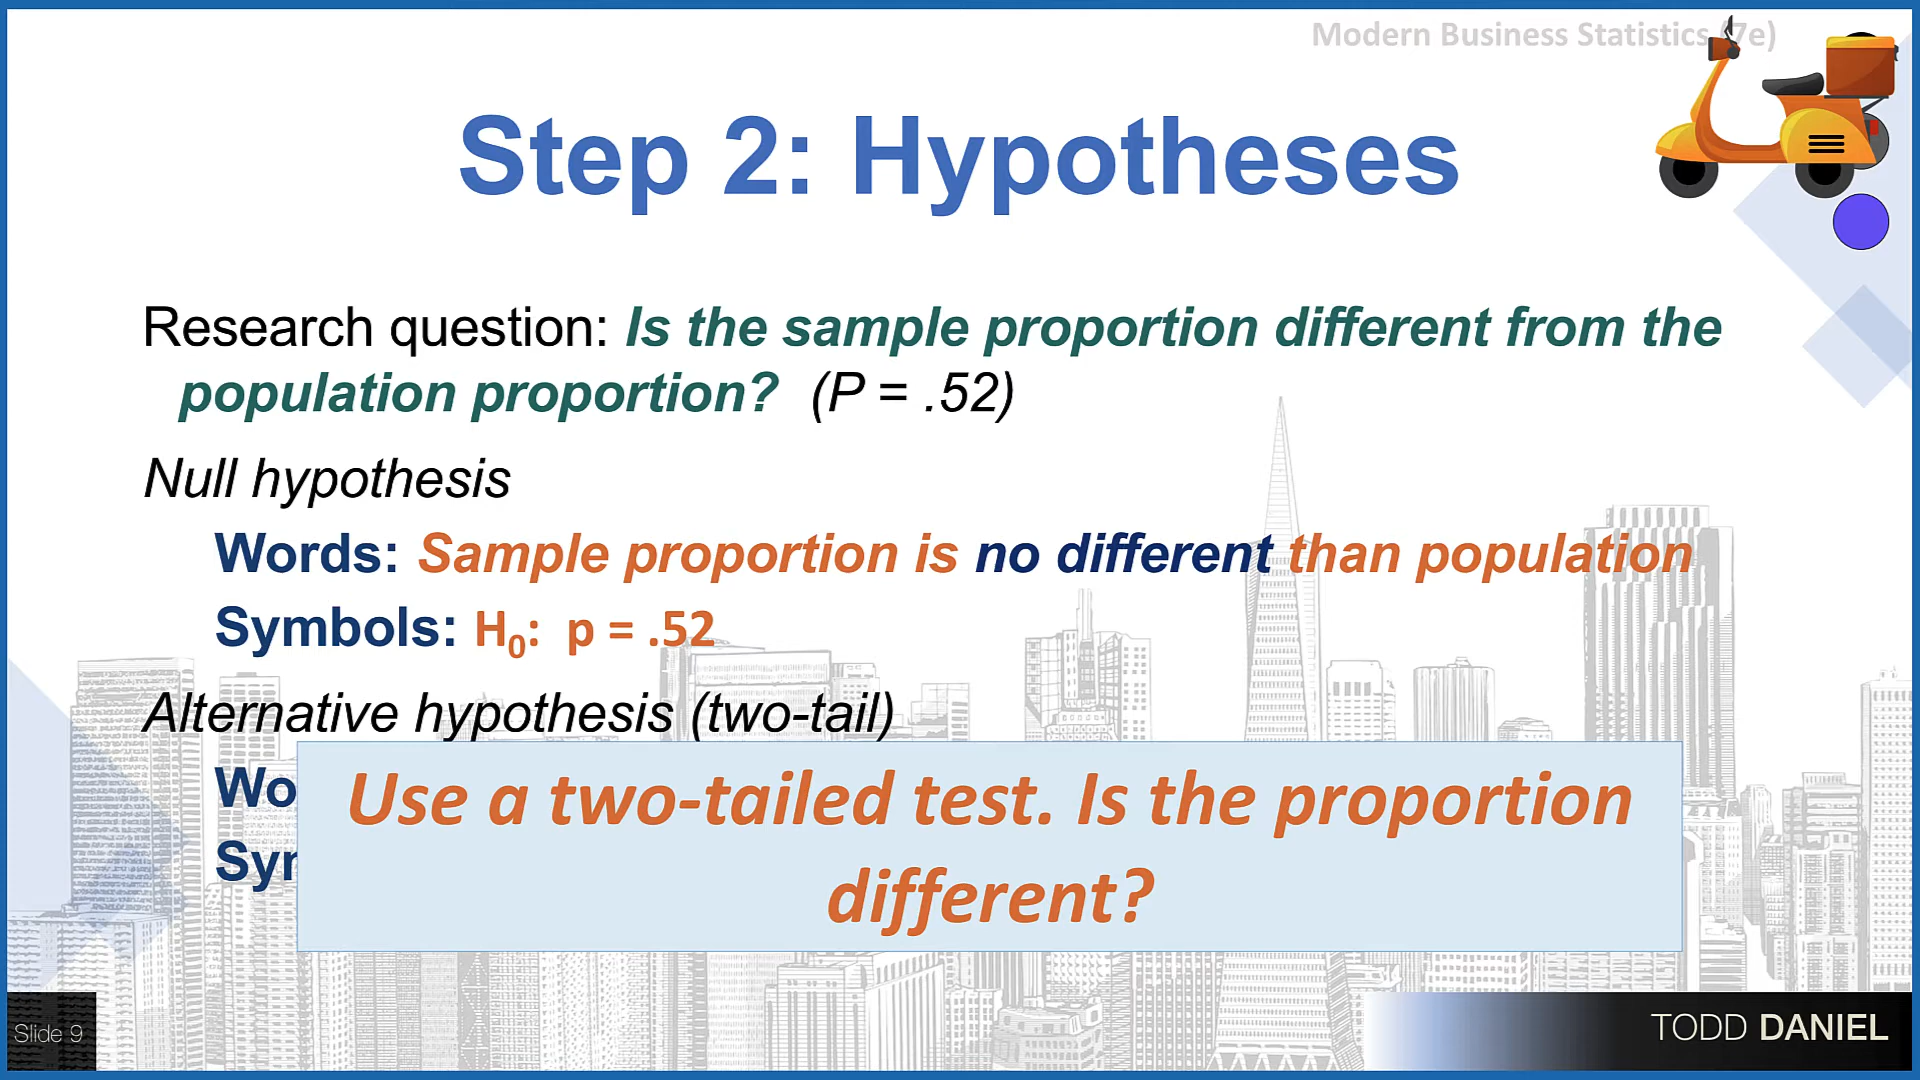 Modern Business Statistics (7e)
Step 2: Hypotheses
Research question: Is the sample proportion different from the
population proportion? (P = .52)
Null hypothesis
Words: Sample proportion is no different than population
Symbols: H₀: p = .52
Alternative hypothesis (two-tail)
Wo
Syr
Use a two-tailed test. Is the proportion
different?
Slide 9
TODD DANIEL